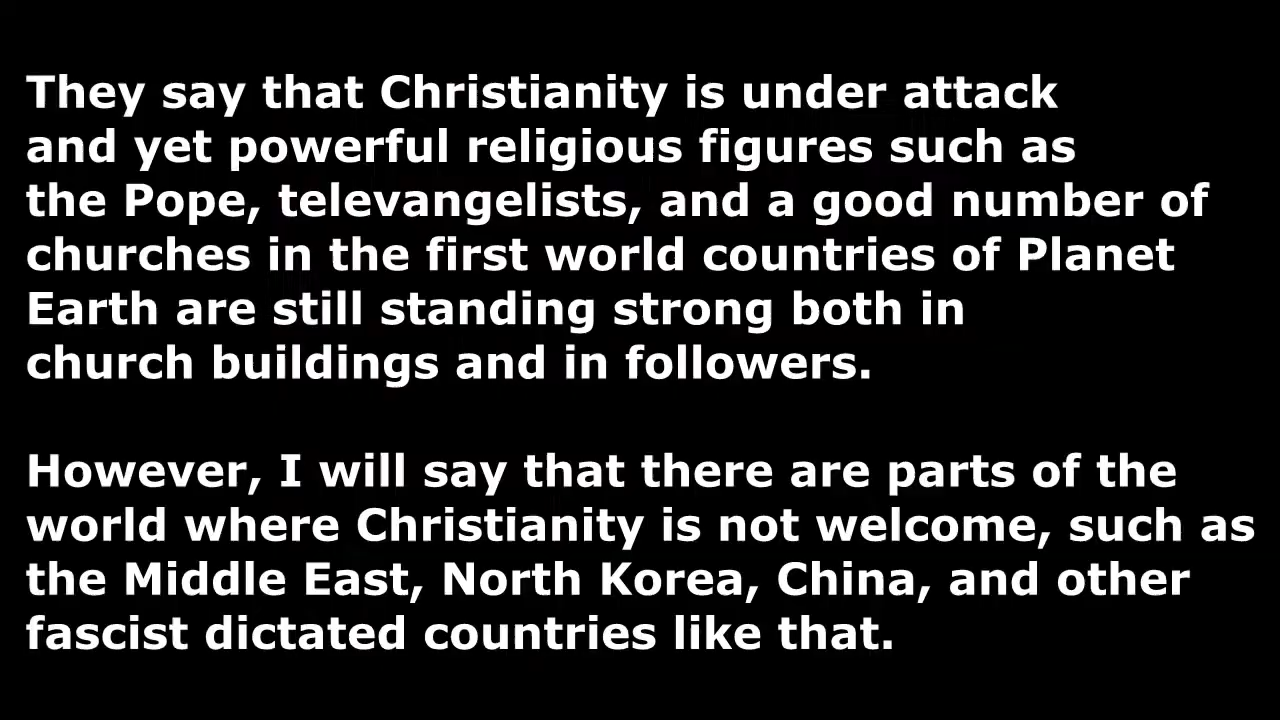 They say that Christianity is under attack
and yet powerful religious figures such as
the Pope, televangelists, and a good number of
churches in the first world countries of Planet
Earth are still standing strong both in
church buildings and in followers.
However, I will say that there are parts of the
world where Christianity is not welcome, such as
the Middle East, North Korea, China, and other
fascist dictated countries like that.